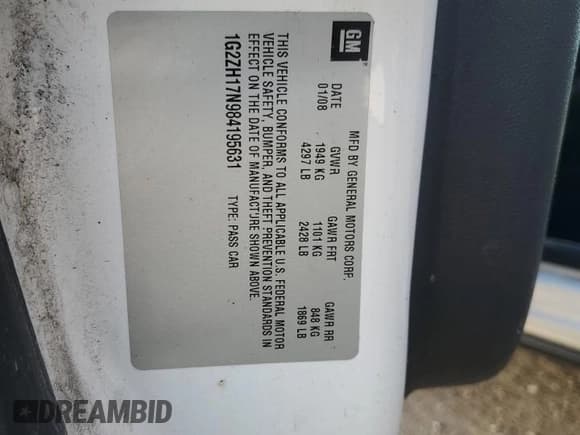 GM
MFD BY GENERAL MOTORS CORP.
DATE GVWR GAWR FRT GAWR RR
01/08 1949 KG 1101 KG 848 KG
4297 LB 2428 LB 1869 LB
THIS VEHICLE CONFORMS TO ALL APPLICABLE U.S. FEDERAL MOTOR
VEHICLE SAFETY, BUMPER, AND THEFT PREVENTION STANDARDS IN
EFFECT ON THE DATE OF MANUFACTURE SHOWN ABOVE.
1G2ZH17N984195631 TYPE: PASS CAR
DREAMBID